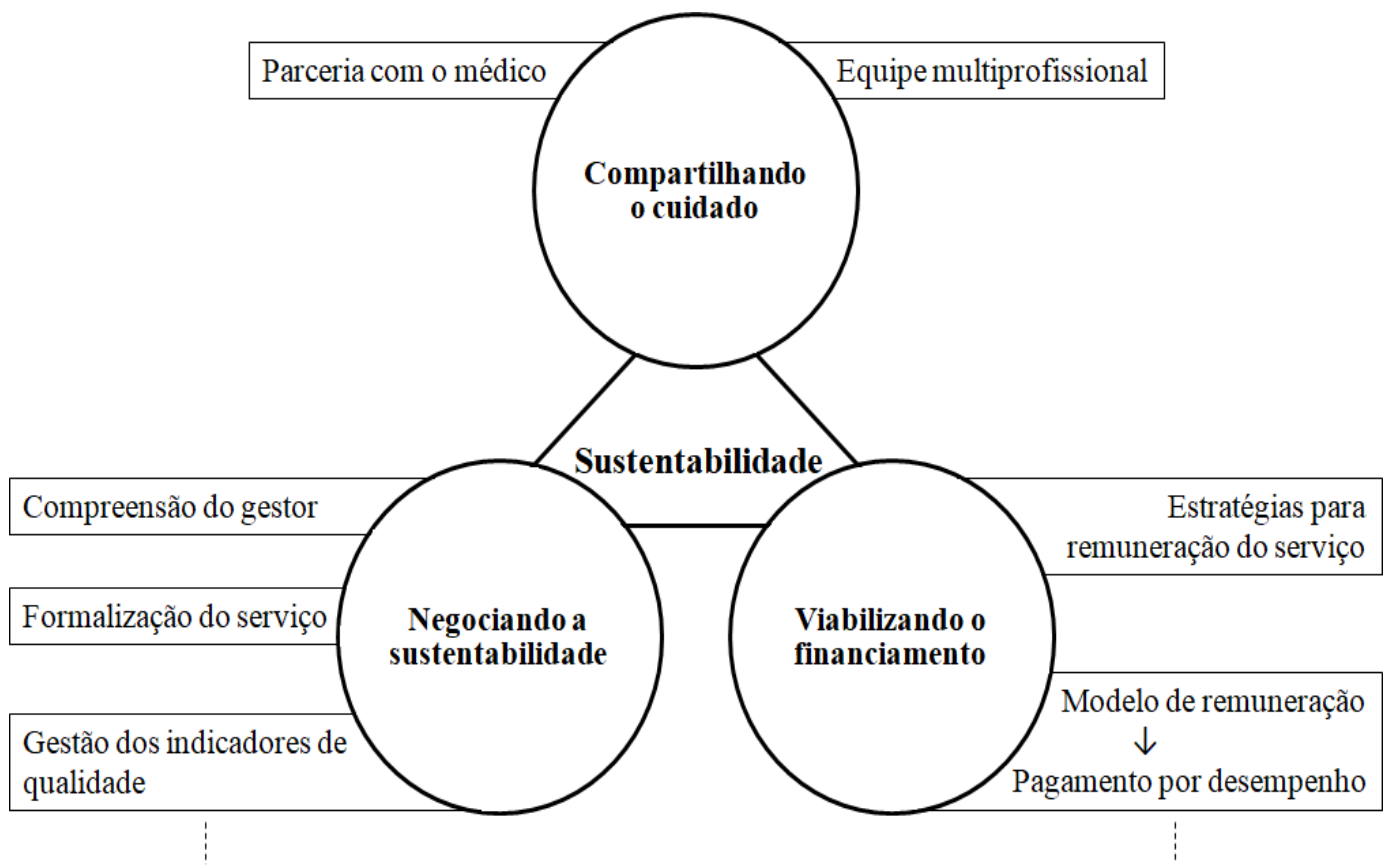 Parceria com o médico
Equipe multiprofissional
Compartilhando
o cuidado
Sustentabilidade
Compreensão do gestor
Formalização do serviço
Gestão dos indicadores de
qualidade
Negociando a
sustentabilidade
Viabilizando o
financiamento
Estratégias para
remuneração do serviço
Modelo de remuneração
↓
Pagamento por desempenho